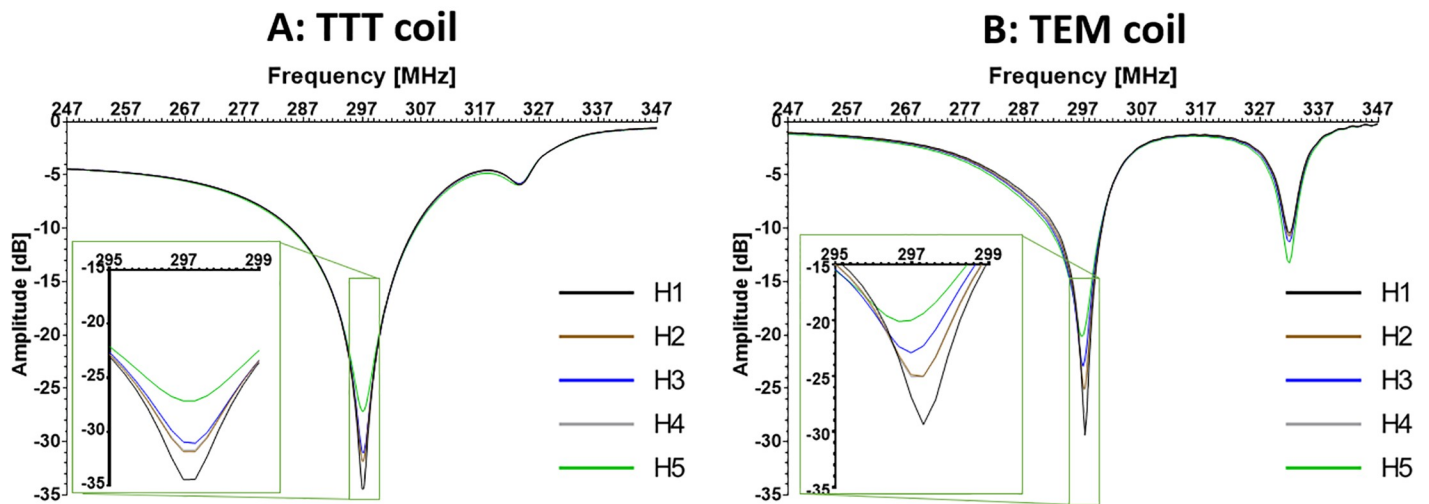 A: TTT coil
Frequency [MHz]
247 257 267 277 287 297 307 317 327 337 347
0
-5
-10
-15
-20
-25
-30
-35
Amplitude [dB]
295 297 299
-15
-20
-25
-30
-35
H1
H2
H3
H4
H5
B: TEM coil
Frequency [MHz]
247 257 267 277 287 297 307 317 327 337 347
0
-5
-10
-15
-20
-25
-30
-35
Amplitude [dB]
295 297 299
-15
-20
-25
-30
-35
H1
H2
H3
H4
H5